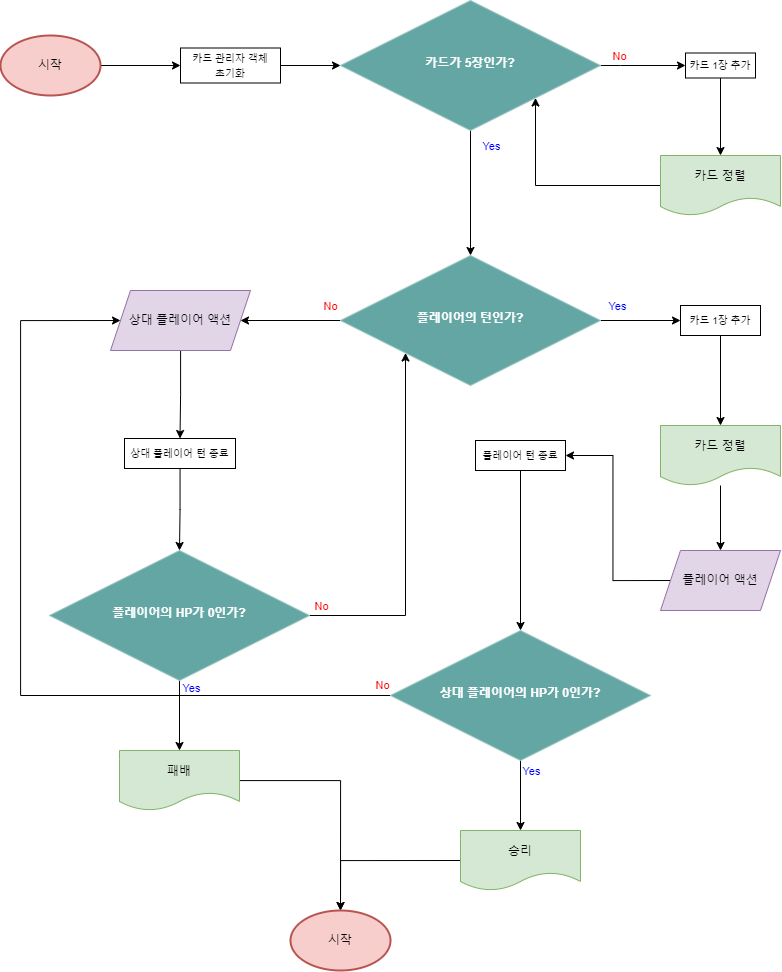 시작
카드 관리자 객체
초기화
카드가 5장인가?
No
카드 1장 추가
Yes
카드 정렬
상대 플레이어 액션
No
플레이어의 턴인가?
Yes
카드 1장 추가
상대 플레이어 턴 종료
플레이어 턴 종료
카드 정렬
플레이어 액션
플레이어의 HP가 0인가?
No
Yes
No
상대 플레이어의 HP가 0인가?
패배
Yes
승리
시작